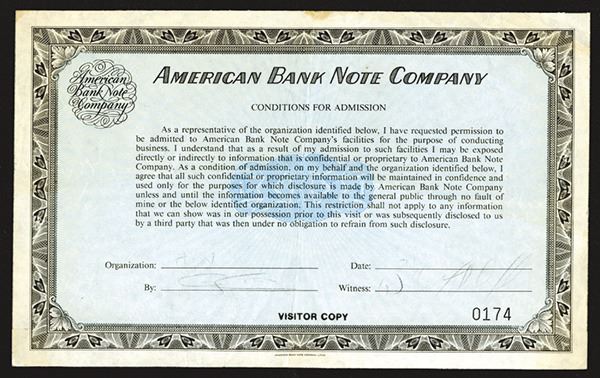 American
Bank Note
Company
AMERICAN BANK NOTE COMPANY
CONDITIONS FOR ADMISSION
As a representative of the organization identified below, I have requested permission to
be admitted to American Bank Note Company's facilities for the purpose of conducting
business. I understand that as a result of my admission to such facilities I may be exposed
directly or indirectly to information that is confidential or proprietary to American Bank Note
Company. As a condition of admission, on my behalf and the organization identified below, I
agree that all such confidential or proprietary information will be maintained in confidence and
used only for the purposes for which disclosure is made by American Bank Note Company
unless and until the information becomes available to the general public through no fault of
mine or the below identified organization. This restriction shall not apply to any information
that we can show was in our possession prior to this visit or was subsequently disclosed to us
by a third party that was then under no obligation to refrain from such disclosure.
Organization:
Date:
By:
Witness:
VISITOR COPY
0174